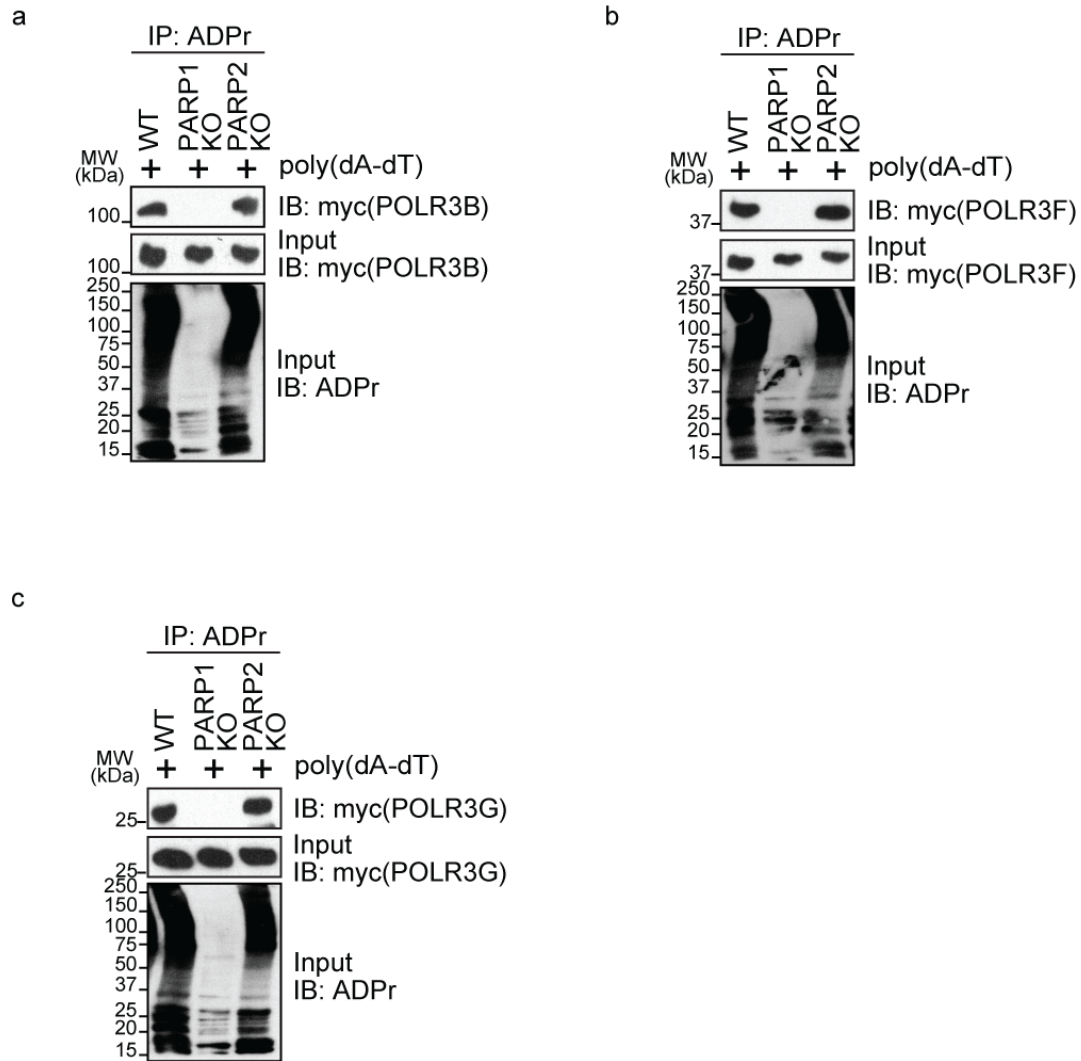 a
IP: ADPr
WT
PARP1
KO
PARP2
KO
MW
(kDa)
+ + + poly(dA-dT)
100 IB: myc(POLR3B)
Input
100 IB: myc(POLR3B)
250
150
100
75
50
37
25
20
15
Input
IB: ADPr
b
IP: ADPr
WT
PARP1
KO
PARP2
KO
MW
(kDa)
+ + + poly(dA-dT)
37 IB: myc(POLR3F)
Input
37 IB: myc(POLR3F)
250
150
100
75
50
37
25
20
15
Input
IB: ADPr
c
IP: ADPr
WT
PARP1
KO
PARP2
KO
MW
(kDa)
+ + + poly(dA-dT)
25 IB: myc(POLR3G)
Input
25 IB: myc(POLR3G)
250
150
100
75
50
37
25
20
15
Input
IB: ADPr